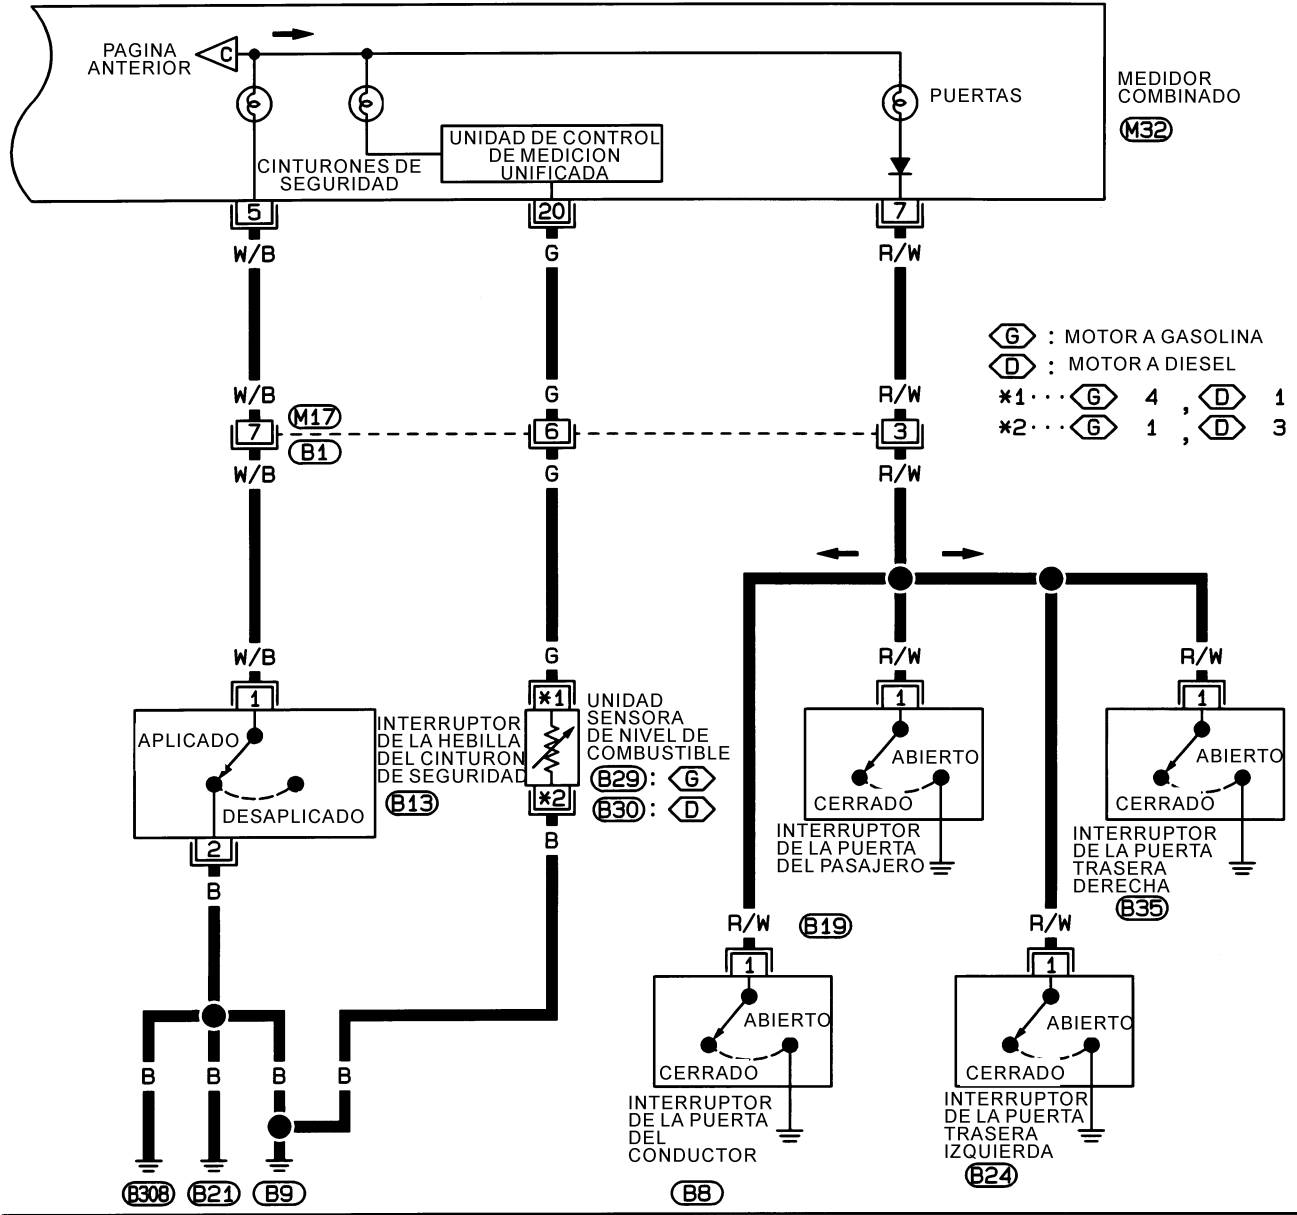 PAGINA
ANTERIOR
C
PUERTAS
MEDIDOR
COMBINADO
M32
CINTURONES DE
SEGURIDAD
UNIDAD DE CONTROL
DE MEDICION
UNIFICADA
5
20
7
W/B
G
R/W
G : MOTOR A GASOLINA
D : MOTOR A DIESEL
*1··· G 4 , D 1
*2··· G 1 , D 3
W/B
G
R/W
M17
7
6
3
B1
W/B
G
R/W
W/B
G
R/W
R/W
1
*1
1
1
APLICADO
DESAPLICADO
INTERRUPTOR
DE LA HEBILLA
DEL CINTURON
DE SEGURIDAD
B13
UNIDAD
SENSORA
DE NIVEL DE
COMBUSTIBLE
B29 : G
B30 : D
*2
ABIERTO
CERRADO
INTERRUPTOR
DE LA PUERTA
DEL PASAJERO
B19
ABIERTO
CERRADO
INTERRUPTOR
DE LA PUERTA
TRASERA
DERECHA
B35
2
B
B
R/W
R/W
1
1
ABIERTO
CERRADO
INTERRUPTOR
DE LA PUERTA
DEL
CONDUCTOR
B8
ABIERTO
CERRADO
INTERRUPTOR
DE LA PUERTA
TRASERA
IZQUIERDA
B24
B
B
B
B
B308
B21
B9